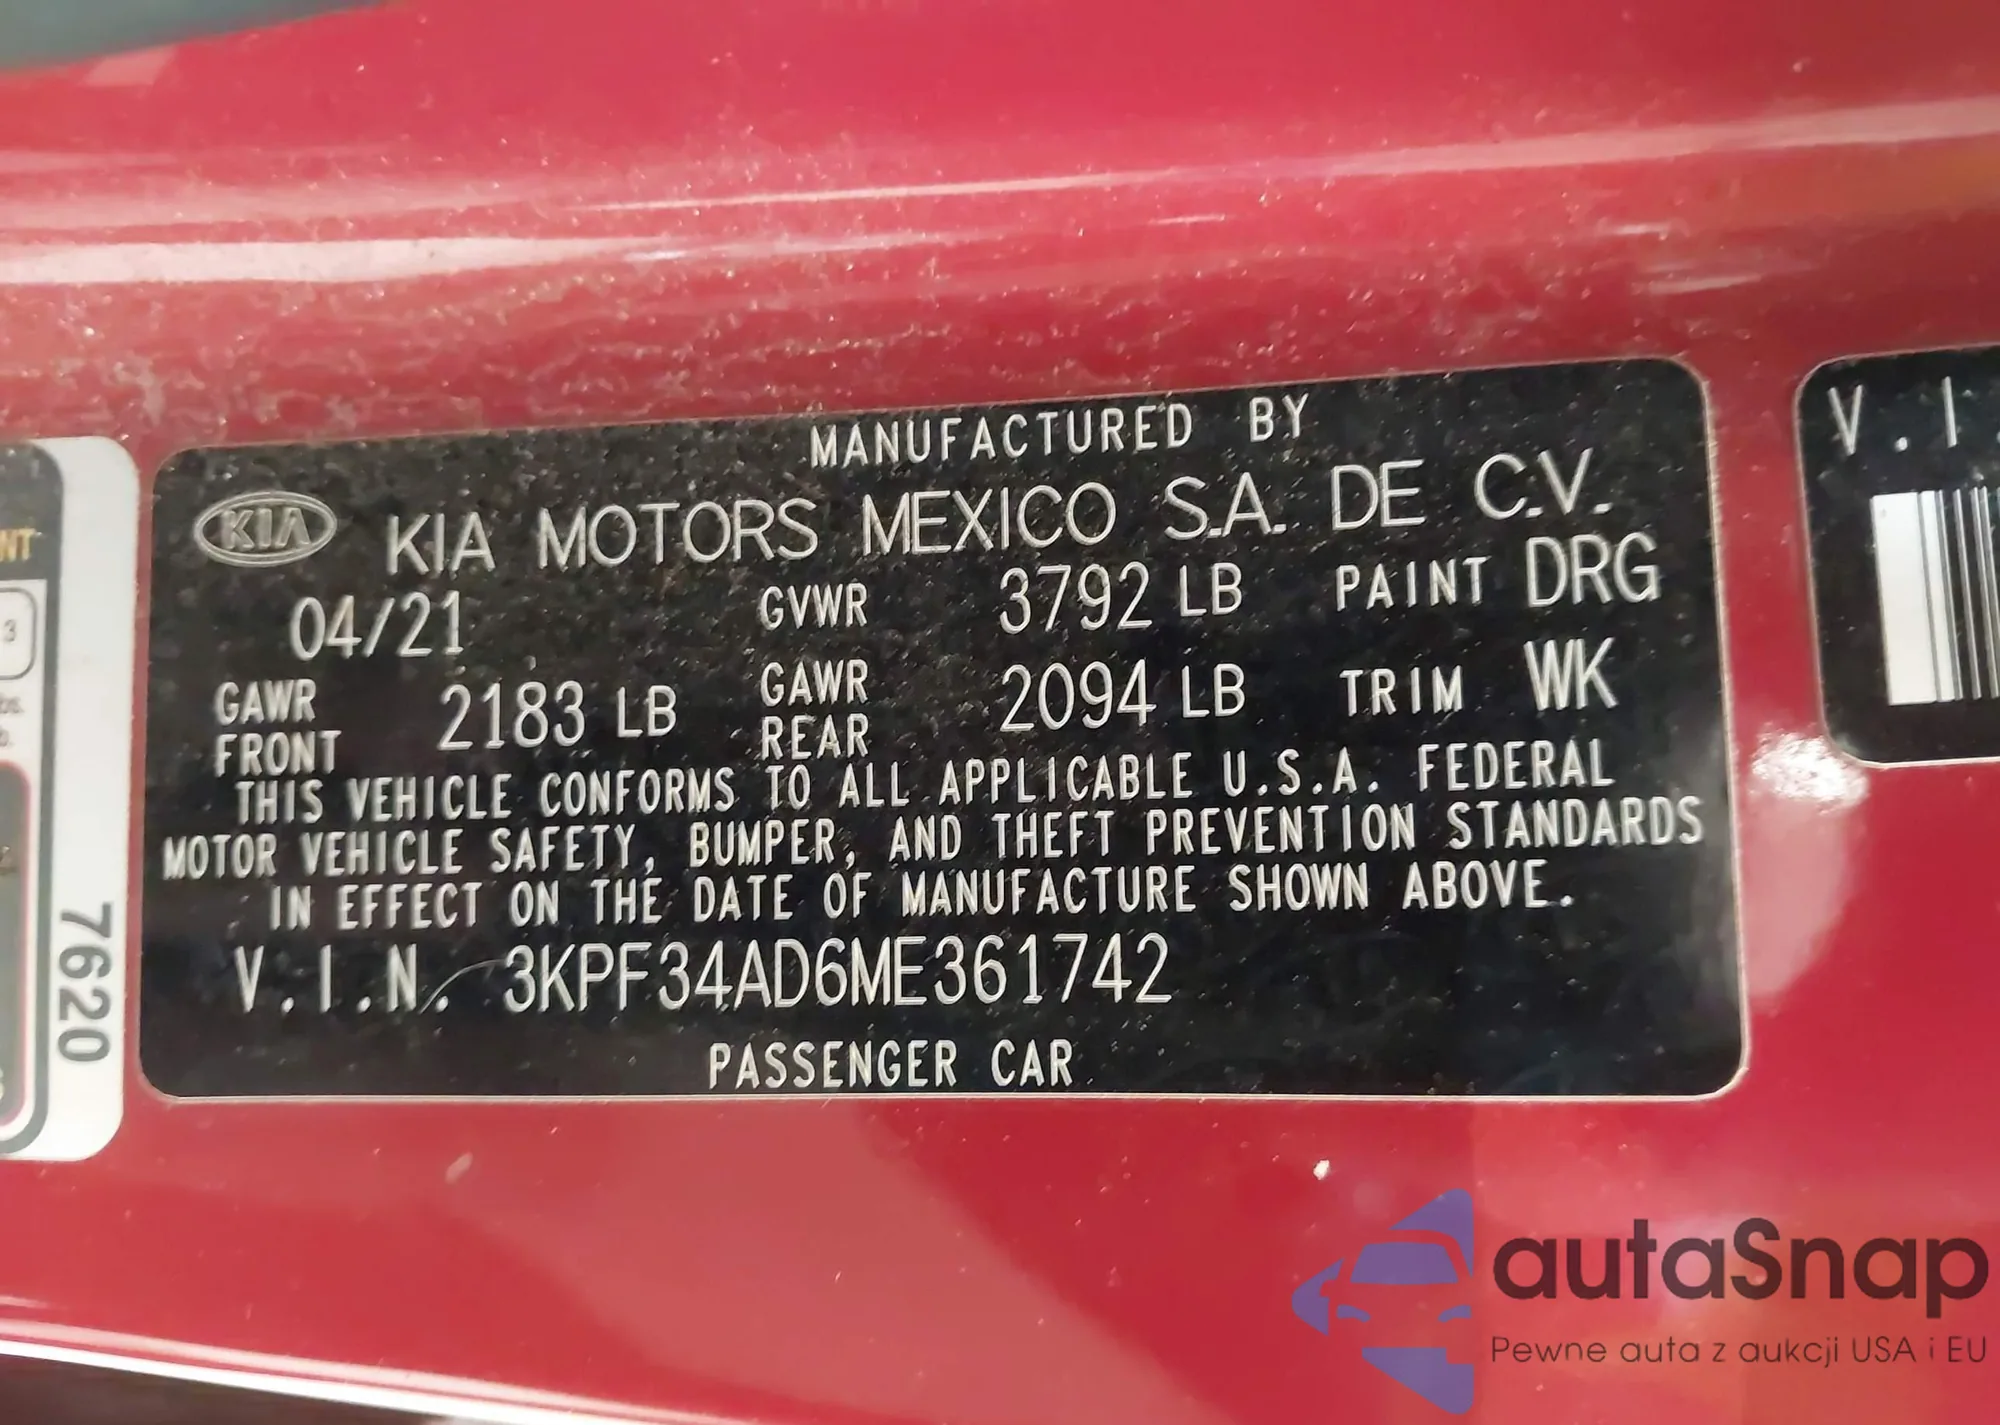 MANUFACTURED BY
KIA KIA MOTORS MEXICO S.A. DE C.V.
04/21 GVWR 3792 LB PAINT DRG
GAWR FRONT 2183 LB GAWR REAR 2094 LB TRIM WK
THIS VEHICLE CONFORMS TO ALL APPLICABLE U.S.A. FEDERAL
MOTOR VEHICLE SAFETY, BUMPER, AND THEFT PREVENTION STANDARDS
IN EFFECT ON THE DATE OF MANUFACTURE SHOWN ABOVE.
V.I.N. 3KPF34AD6ME361742
PASSENGER CAR
NT
3
7620
V.I.
autaSnap
Pewne auta z aukcji USA i EU